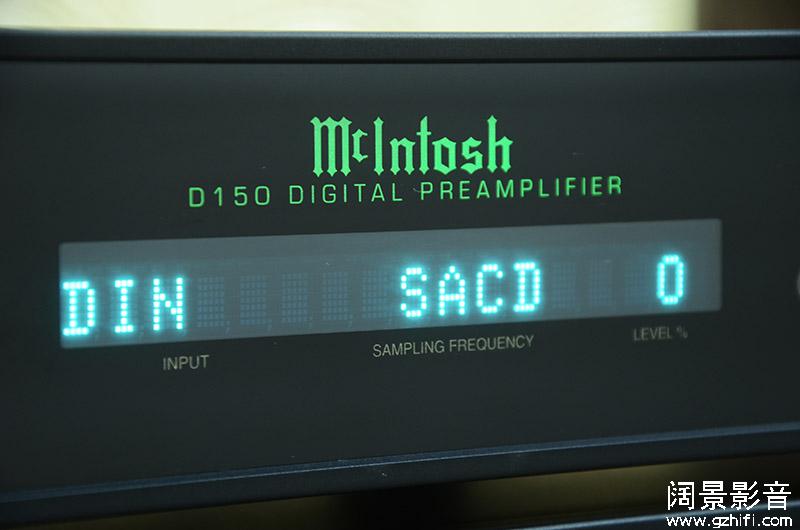 McIntosh
D150 DIGITAL PREAMPLIFIER
DIN SACD 0
INPUT SAMPLING FREQUENCY LEVEL %
阔景影音
www.gzhifi.com